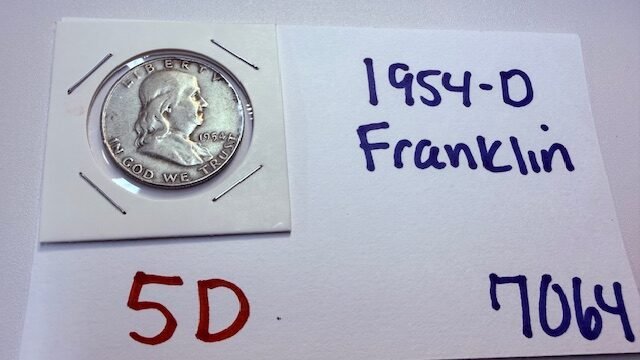 LIBERTY
1954
IN GOD WE TRUST
1954-D
Franklin
5D
7064